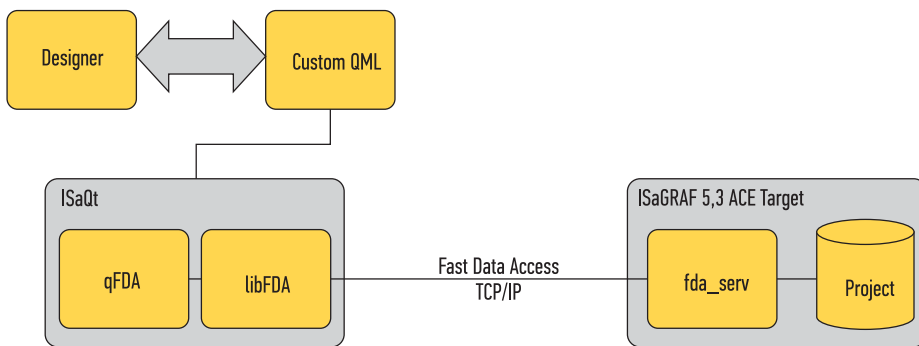 Designer
Custom QML
ISaQt
qFDA
libFDA
Fast Data Access
TCP/IP
ISaGRAF 5,3 ACE Target
fda_serv
Project